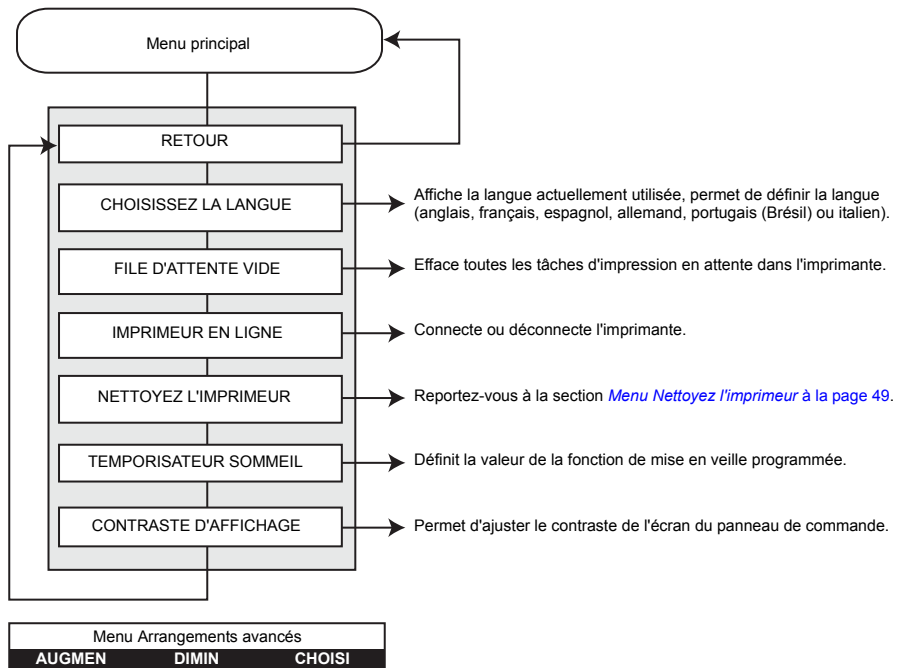 Menu principal
RETOUR
CHOISISSEZ LA LANGUE
Affiche la langue actuellement utilisée, permet de définir la langue
(anglais, français, espagnol, allemand, portugais (Brésil) ou italien).
FILE D'ATTENTE VIDE
Efface toutes les tâches d'impression en attente dans l'imprimante.
IMPRIMEUR EN LIGNE
Connecte ou déconnecte l'imprimante.
NETTOYEZ L'IMPRIMEUR
Reportez-vous à la section Menu Nettoyez l'imprimeur à la page 49.
TEMPORISATEUR SOMMEIL
Définit la valeur de la fonction de mise en veille programmée.
CONTRASTE D'AFFICHAGE
Permet d'ajuster le contraste de l'écran du panneau de commande.
Menu Arrangements avancés
AUGMEN DIMIN CHOISI